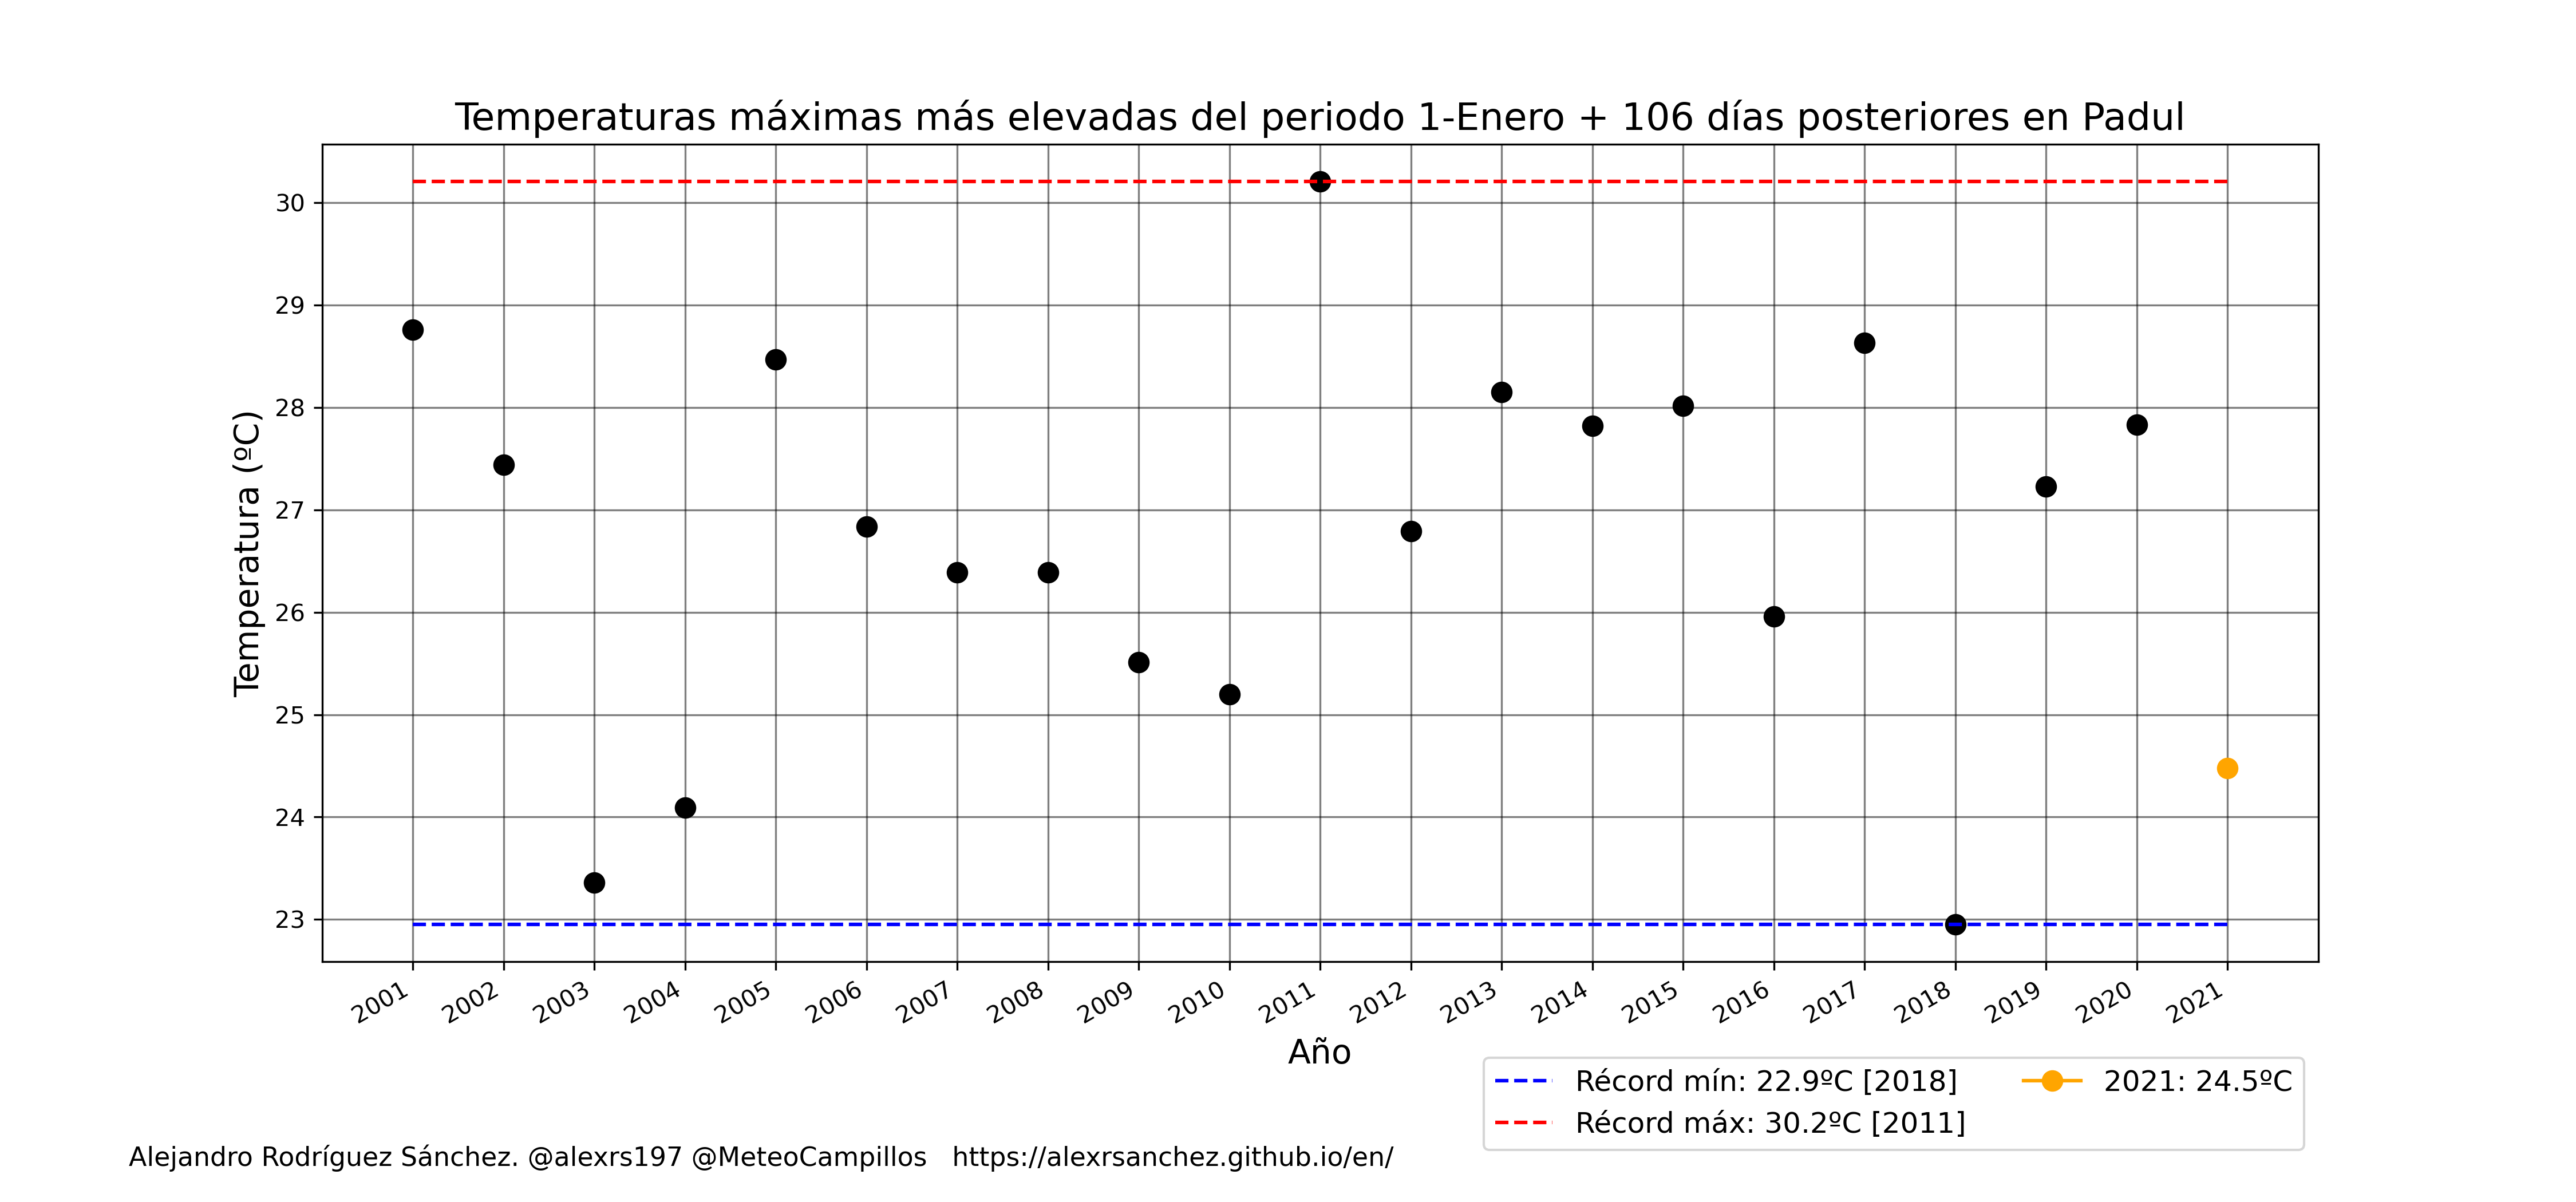 Temperaturas máximas más elevadas del periodo 1-Enero + 106 días posteriores en Padul
Temperatura (ºC)
30
29
28
27
26
25
24
23
2001 2002 2003 2004 2005 2006 2007 2008 2009 2010 2011 2012 2013 2014 2015 2016 2017 2018 2019 2020 2021
Año
Récord mín: 22.9ºC [2018]
Récord máx: 30.2ºC [2011]
2021: 24.5ºC
Alejandro Rodríguez Sánchez. @alexrs197 @MeteoCampillos https://alexrsanchez.github.io/en/